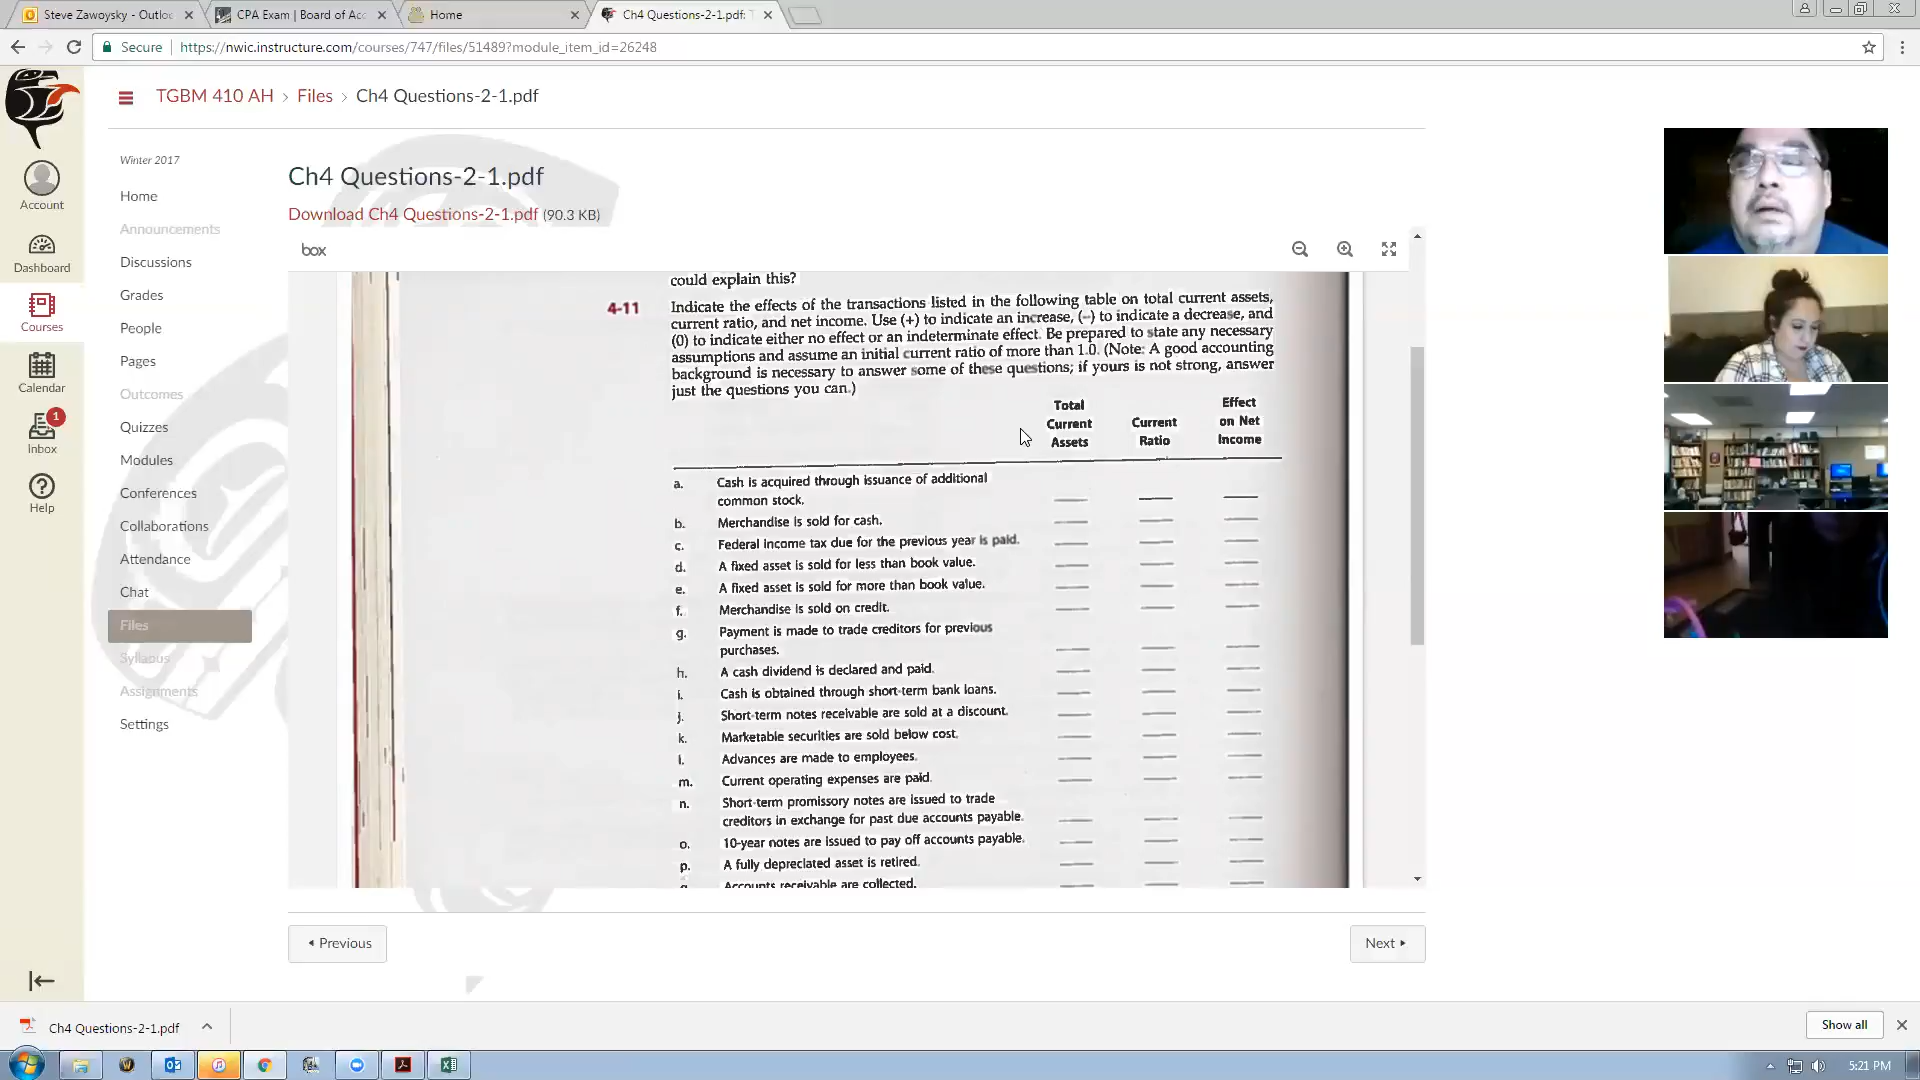 Steve Zawoysky - Outlo
CPA Exam | Board of Acc
Home
Ch4 Questions-2-1.pdf:
Secure
https://nwic.instructure.com/courses/747/files/51489?module_item_id=26248
TGBM 410 AH > Files > Ch4 Questions-2-1.pdf
Account
Dashboard
Courses
Calendar
1
Inbox
Help
Winter 2017
Home
Announcements
Discussions
Grades
People
Pages
Outcomes
Quizzes
Modules
Conferences
Collaborations
Attendance
Chat
Files
Syllabus
Assignments
Settings
Ch4 Questions-2-1.pdf
Download Ch4 Questions-2-1.pdf (90.3 KB)
box
could explain this?
4-11 Indicate the effects of the transactions listed in the following table on total current assets,
current ratio, and net income. Use (+) to indicate an increase, (−) to indicate a decrease, and
(0) to indicate either no effect or an indeterminate effect. Be prepared to state any necessary
assumptions and assume an initial current ratio of more than 1.0. (Note: A good accounting
background is necessary to answer some of these questions; if yours is not strong, answer
just the questions you can.)
Total Current Assets
Current Ratio
Effect on Net Income
a. Cash is acquired through issuance of additional
common stock.
b. Merchandise is sold for cash.
c. Federal income tax due for the previous year is paid.
d. A fixed asset is sold for less than book value.
e. A fixed asset is sold for more than book value.
f. Merchandise is sold on credit.
g. Payment is made to trade creditors for previous
purchases.
h. A cash dividend is declared and paid.
i. Cash is obtained through short-term bank loans.
j. Short-term notes receivable are sold at a discount.
k. Marketable securities are sold below cost.
l. Advances are made to employees.
m. Current operating expenses are paid.
n. Short-term promissory notes are issued to trade
creditors in exchange for past due accounts payable.
o. 10-year notes are issued to pay off accounts payable.
p. A fully depreciated asset is retired.
q. Accounts receivable are collected.
Previous
Next
Ch4 Questions-2-1.pdf
Show all
5:21 PM